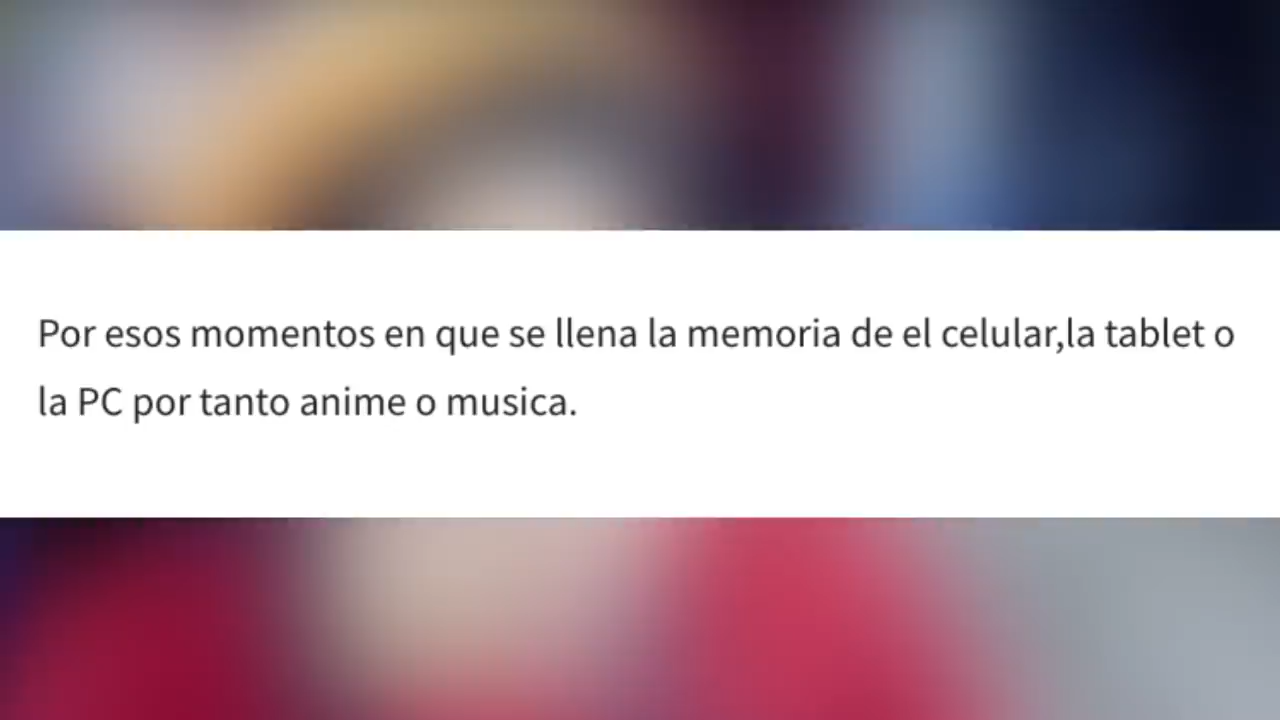 Por esos momentos en que se llena la memoria de el celular,la tablet o
la PC por tanto anime o musica.